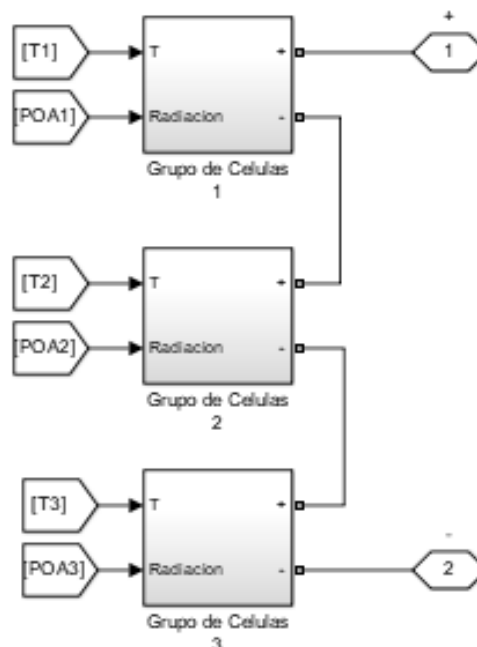 +
[T1]
T
+
1
[POA1]
Radiacion
-
Grupo de Celulas
1
[T2]
T
+
[POA2]
Radiacion
-
Grupo de Celulas
2
[T3]
T
+
-
[POA3]
Radiacion
-
2
Grupo de Celulas
3